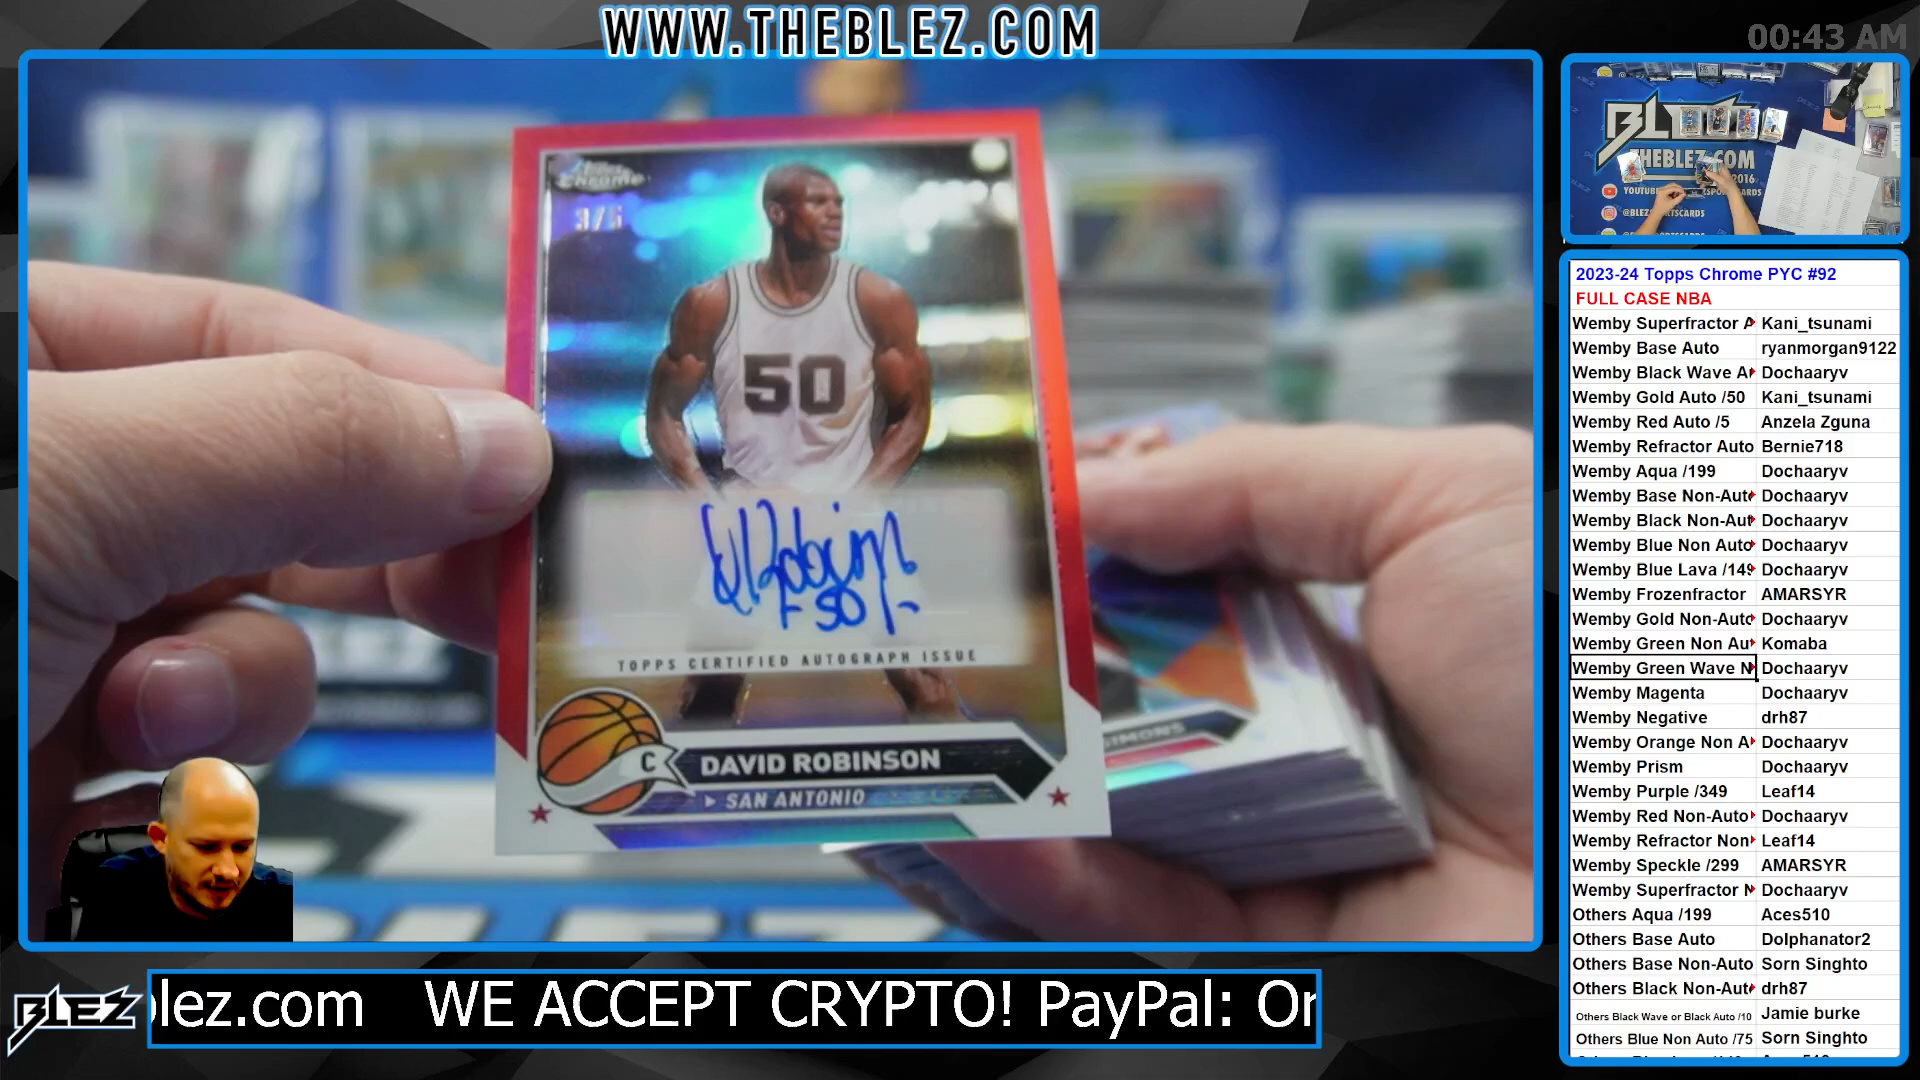 WWW.THEBLEZ.COM
00:43 AM
Topps
Chrome
3/5
50
TOPPS CERTIFIED AUTOGRAPH ISSUE
C
DAVID ROBINSON
SAN ANTONIO
SIMONS
BLEZ
THEBLEZ.COM
2016
@BLEZSPORTSCARDS
2023-24 Topps Chrome PYC #92
FULL CASE NBA
Wemby Superfractor A Kani_tsunami
Wemby Base Auto ryanmorgan9122
Wemby Black Wave A Dochaaryv
Wemby Gold Auto /50 Kani_tsunami
Wemby Red Auto /5 Anzela Zguna
Wemby Refractor Auto Bernie718
Wemby Aqua /199 Dochaaryv
Wemby Base Non-Aut Dochaaryv
Wemby Black Non-Aut Dochaaryv
Wemby Blue Non Auto Dochaaryv
Wemby Blue Lava /149 Dochaaryv
Wemby Frozenfractor AMARSYR
Wemby Gold Non-Auto Dochaaryv
Wemby Green Non Au Komaba
Wemby Green Wave N Dochaaryv
Wemby Magenta Dochaaryv
Wemby Negative drh87
Wemby Orange Non A Dochaaryv
Wemby Prism Dochaaryv
Wemby Purple /349 Leaf14
Wemby Red Non-Auto Dochaaryv
Wemby Refractor Non Leaf14
Wemby Speckle /299 AMARSYR
Wemby Superfractor N Dochaaryv
Others Aqua /199 Aces510
Others Base Auto Dolphanator2
Others Base Non-Auto Sorn Singhto
Others Black Non-Aut drh87
Others Black Wave or Black Auto /10 Jamie burke
Others Blue Non Auto /75 Sorn Singhto
BLEZ
lez.com WE ACCEPT CRYPTO! PayPal: Or